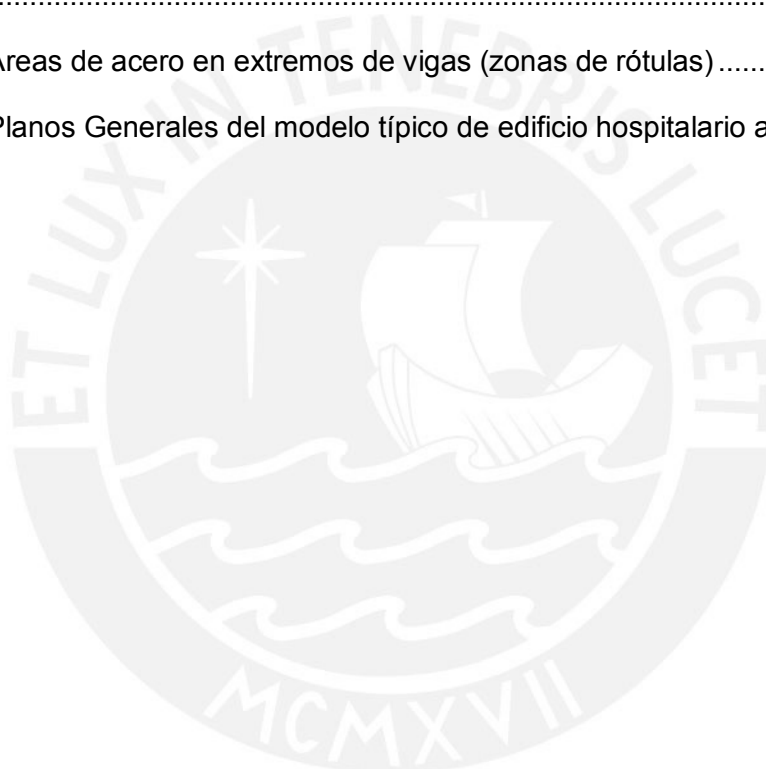 ..........................................................................................................
Áreas de acero en extremos de vigas (zonas de rótulas) ......
Planos Generales del modelo típico de edificio hospitalario a
ET LUX IN TENEBRIS LUCET
MCMXVII